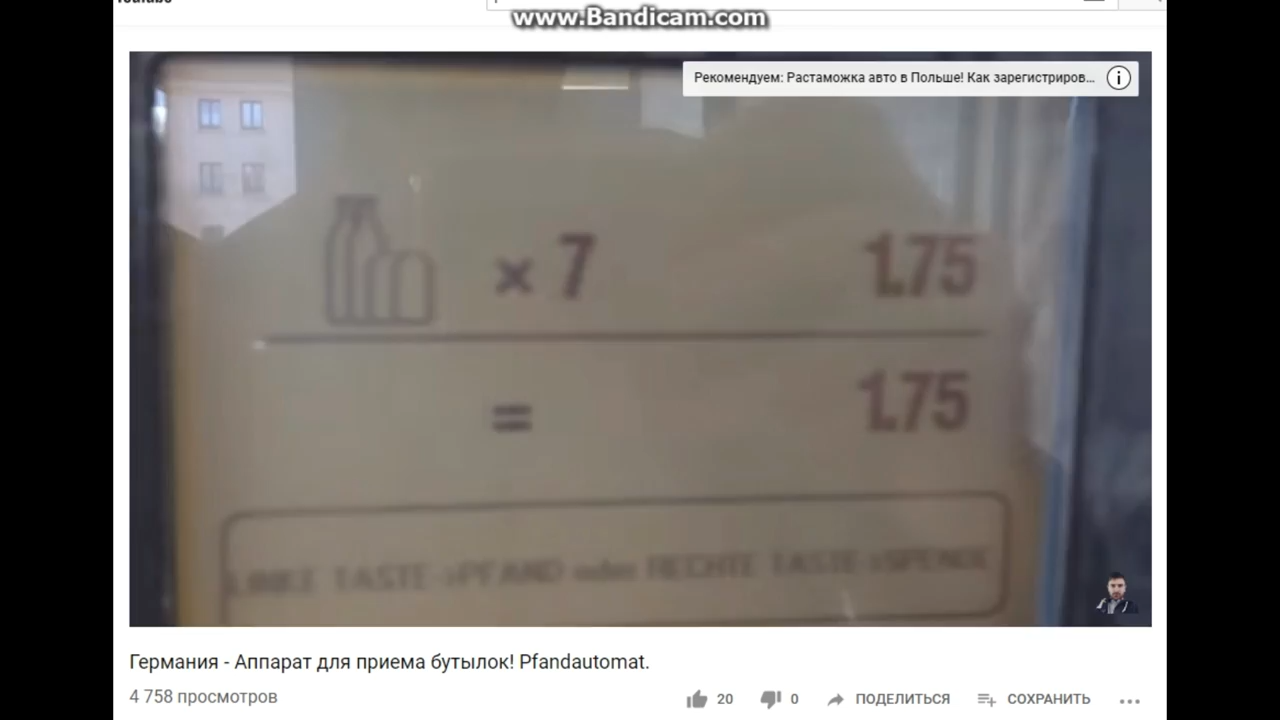 www.Bandicam.com
Рекомендуем: Растаможка авто в Польше! Как зарегистриров...
× 7 1.75
= 1.75
LINKE TASTE->PFAND oder RECHTE TASTE->SPENDE
Германия - Аппарат для приема бутылок! Pfandautomat.
4 758 просмотров
20 0 ПОДЕЛИТЬСЯ СОХРАНИТЬ